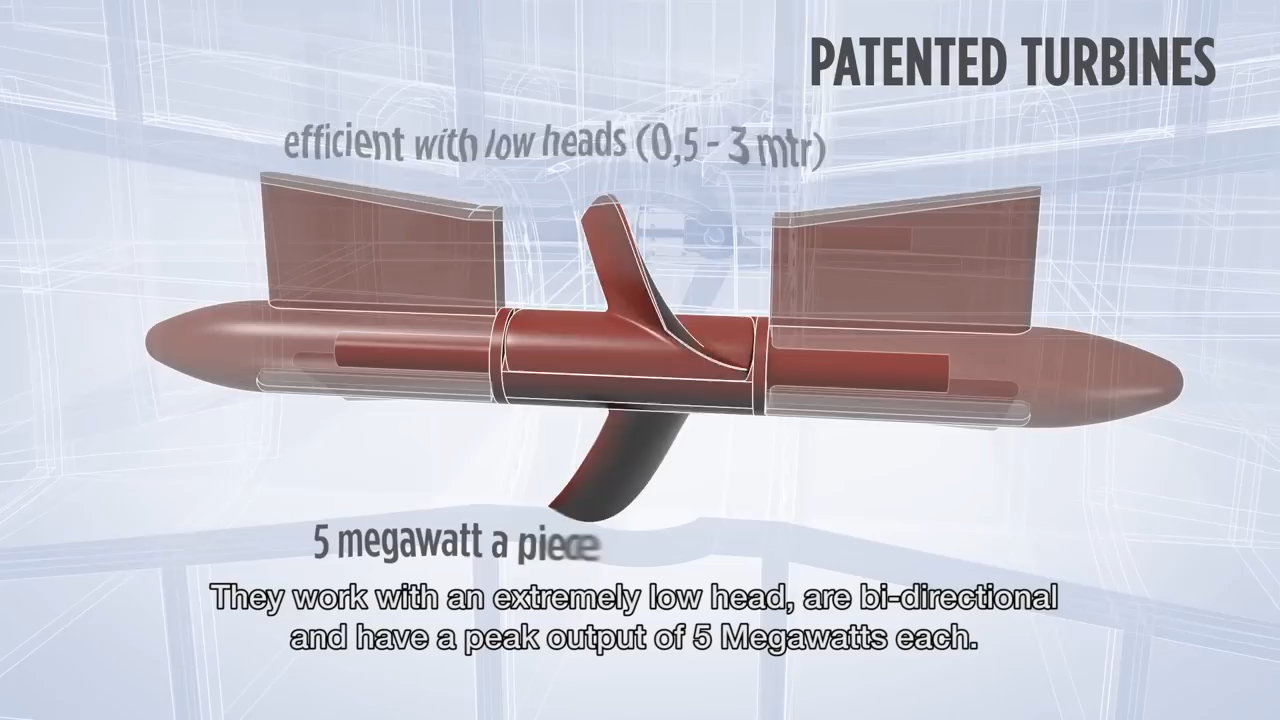 PATENTED TURBINES
efficient with low heads (0,5 - 3 mtr)
5 megawatt a piece
They work with an extremely low head, are bi-directional
and have a peak output of 5 Megawatts each.